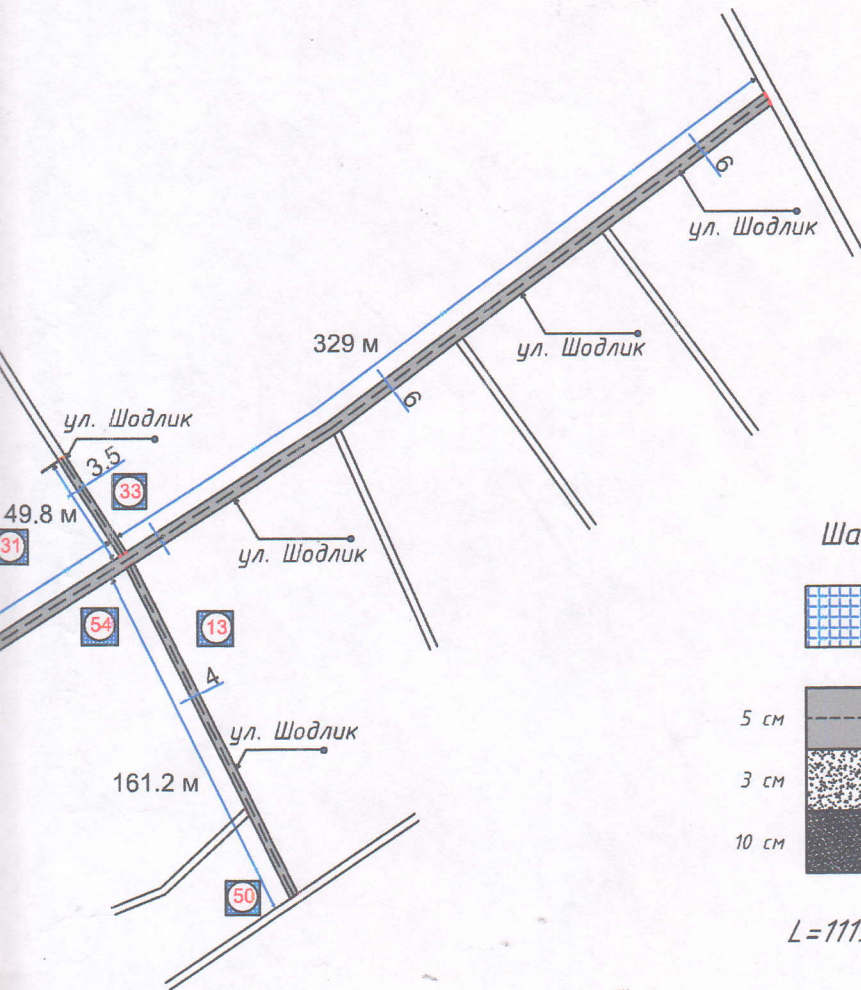 6
ул. Шодлик
329 м
ул. Шодлик
6
ул. Шодлик
3.5
33
49.8 м
31
ул. Шодлик
54
13
4
ул. Шодлик
161.2 м
50
Ша
5 см
3 см
10 см
L=111